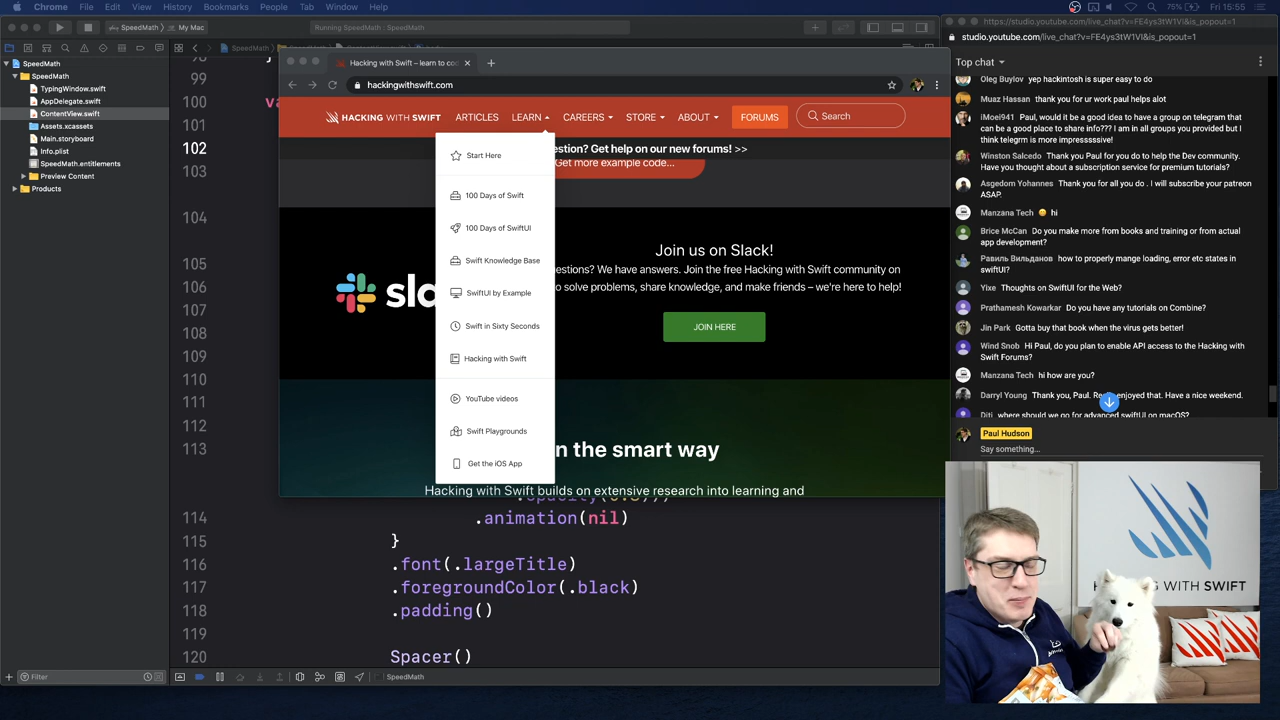 Chrome File Edit View History Bookmarks People Tab Window Help
75% Fri 15:55
SpeedMath My Mac
Running SpeedMath
SpeedMath
SpeedMath
TypingWindow.swift
AppDelegate.swift
ContentView.swift
Assets.xcassets
Main.storyboard
Info.plist
SpeedMath.entitlements
Preview Content
Products
Filter
SpeedMath
99
100
101
102
103
104
105
106
107
108
109
110
111
112
113
114 .animation(nil)
115 }
116 .font(.largeTitle)
117 .foregroundColor(.black)
118 .padding()
119
120 Spacer()
SpeedMath
Hacking with Swift – learn to co
hackingwithswift.com
HACKING WITH SWIFT ARTICLES LEARN CAREERS STORE ABOUT FORUMS Search
question? Get help on our new forums! >>
Get more example code...
Start Here
100 Days of Swift
100 Days of SwiftUI
Swift Knowledge Base
SwiftUI by Example
Swift in Sixty Seconds
Hacking with Swift
YouTube videos
Swift Playgrounds
Get the iOS App
Join us on Slack!
estions? We have answers. Join the free Hacking with Swift community on
to solve problems, share knowledge, and make friends – we're here to help!
JOIN HERE
n the smart way
Hacking with Swift builds on extensive research into learning and
https://studio.youtube.com/live_chat?v=FE4ys3tW1VI&is_popout=1
studio.youtube.com/live_chat?v=FE4ys3tW1VI&is_popout=1
Top chat
Oleg Buylov yep hackintosh is super easy to do
Muaz Hassan thank you for ur work paul helps alot
iMoei941 Paul, would it be a good idea to have a group on telegram that
can be a good place to share info??? I am in all groups you provided but i
think telegrm is more impresssssive!
Winston Salcedo Thank you Paul for you to do help the Dev community.
Have you thought about a subscription service for premium tutorials?
Asgedom Yohannes Thank you for all you do . I will subscribe your patreon
ASAP.
Manzana Tech 🙂 hi
Brice McCan Do you make more from books and training or from actual
app development?
Равиль Вильданов how to properly mange loading, error etc states in
swiftUI?
Yixe Thoughts on SwiftUI for the Web?
Prathamesh Kowarkar Do you have any tutorials on Combine?
Jin Park Gotta buy that book when the virus gets better!
Wind Snob Hi Paul, do you plan to enable API access to the Hacking with
Swift Forums?
Manzana Tech hi how are you?
Darryl Young Thank you, Paul. enjoyed that. Have a nice weekend.
Diti where should we go for advanced swiftUI on macOS?
Paul Hudson
Say something...
WITH SWIFT